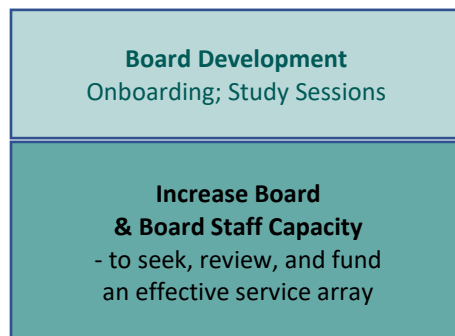 Board Development
Onboarding; Study Sessions
Increase Board
& Board Staff Capacity
- to seek, review, and fund
an effective service array